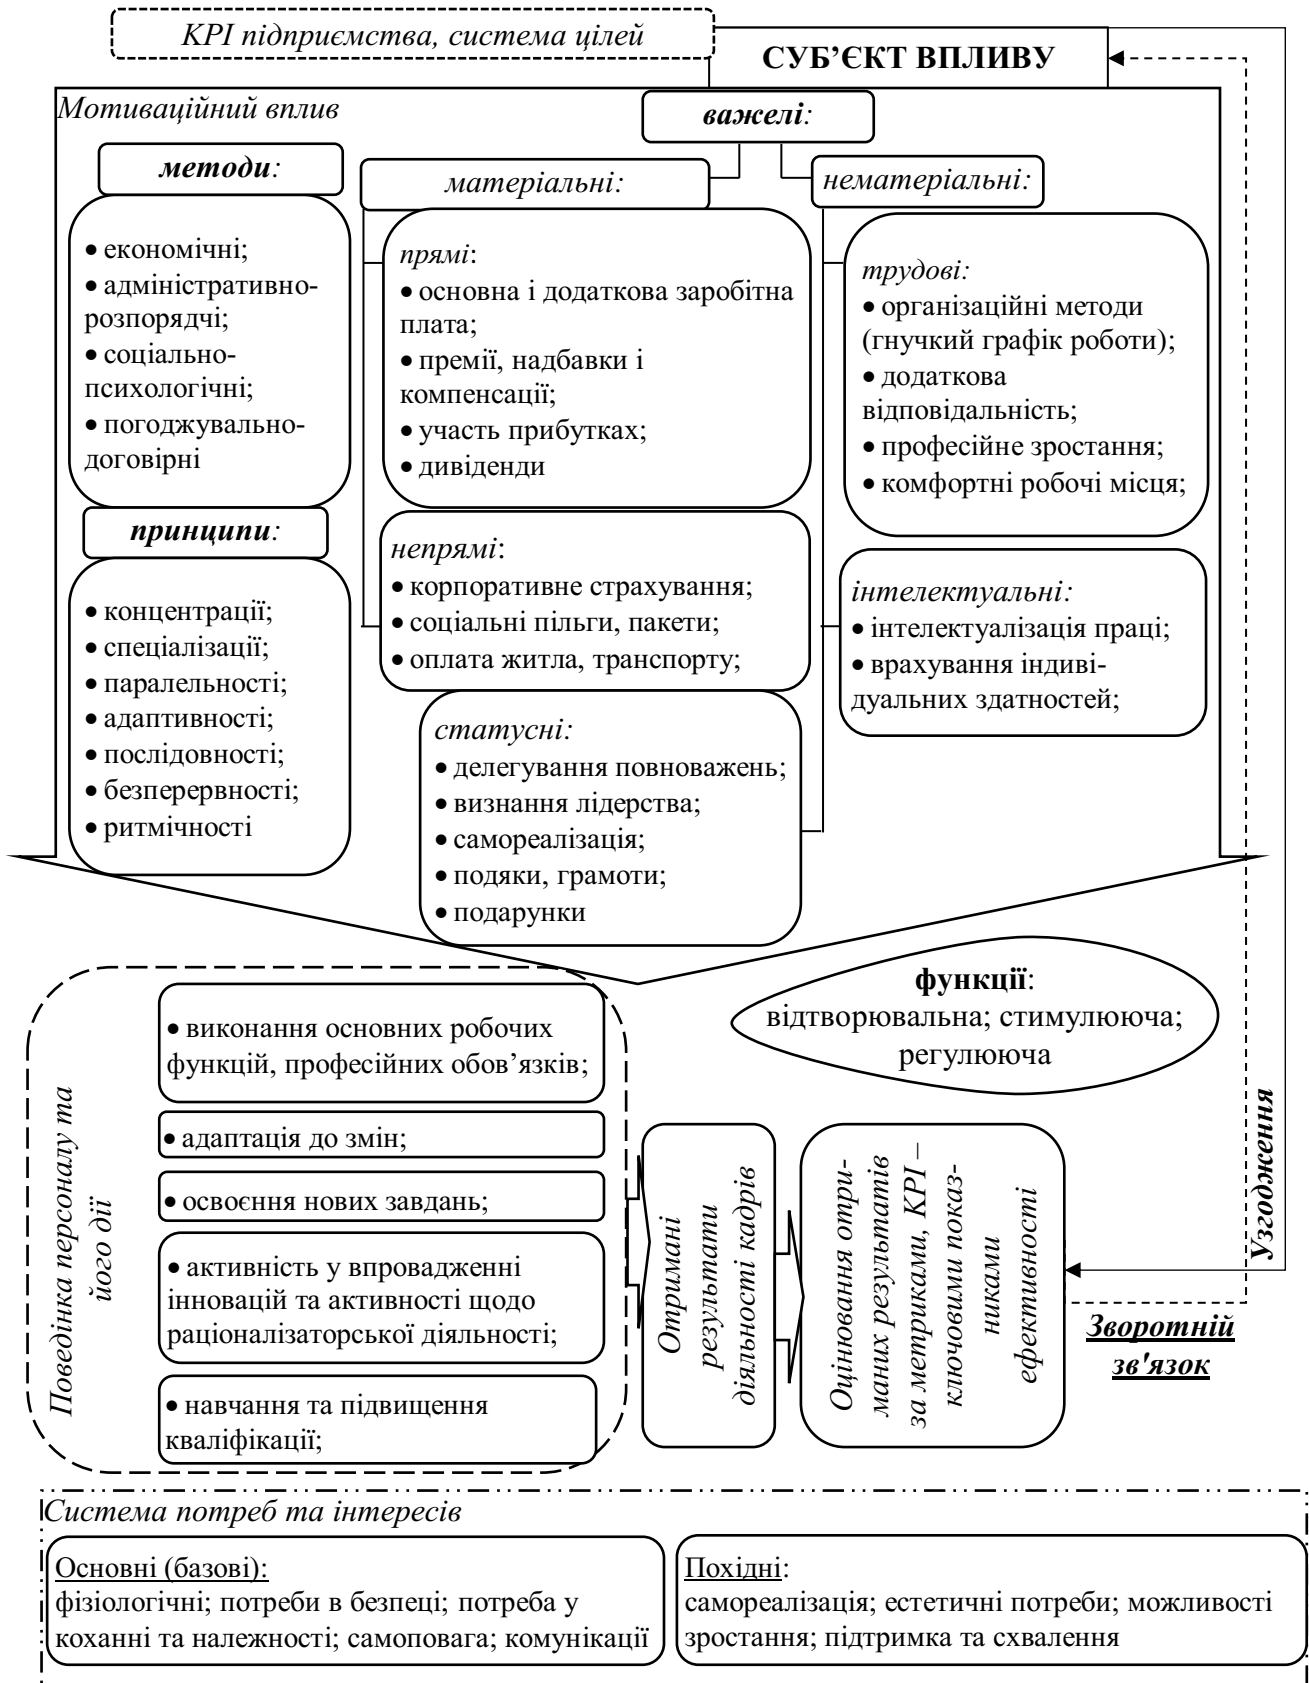 KPI підприємства, система цілей
СУБ’ЄКТ ВПЛИВУ
Мотиваційний вплив
важелі:
методи:
• економічні;
• адміністративно-
розпорядчі;
• соціально-
психологічні;
• погоджувально-
договірні
принципи:
• концентрації;
• спеціалізації;
• паралельності;
• адаптивності;
• послідовності;
• безперервності;
• ритмічності
матеріальні:
прямі:
• основна і додаткова заробітна
плата;
• премії, надбавки і
компенсації;
• участь прибутках;
• дивіденди
непрямі:
• корпоративне страхування;
• соціальні пільги, пакети;
• оплата житла, транспорту;
нематеріальні:
трудові:
• організаційні методи
(гнучкий графік роботи);
• додаткова
відповідальність;
• професійне зростання;
• комфортні робочі місця;
інтелектуальні:
• інтелектуалізація праці;
• врахування індиві-
дуальних здатностей;
статусні:
• делегування повноважень;
• визнання лідерства;
• самореалізація;
• подяки, грамоти;
• подарунки
функції:
відтворювальна; стимулююча;
регулююча
Поведінка персоналу та
його дії
• виконання основних робочих
функцій, професійних обов’язків;
• адаптація до змін;
• освоєння нових завдань;
• активність у впровадженні
інновацій та активності щодо
раціоналізаторської діяльності;
• навчання та підвищення
кваліфікації;
Отримані
результати
діяльності кадрів
Оцінювання отри-
маних результатів
за метриками, KPI –
ключовими показ-
никами
ефективності
Узгодження
Зворотній
зв'язок
Система потреб та інтересів
Основні (базові):
фізіологічні; потреби в безпеці; потреба у
коханні та належності; самоповага; комунікації
Похідні:
самореалізація; естетичні потреби; можливості
зростання; підтримка та схвалення